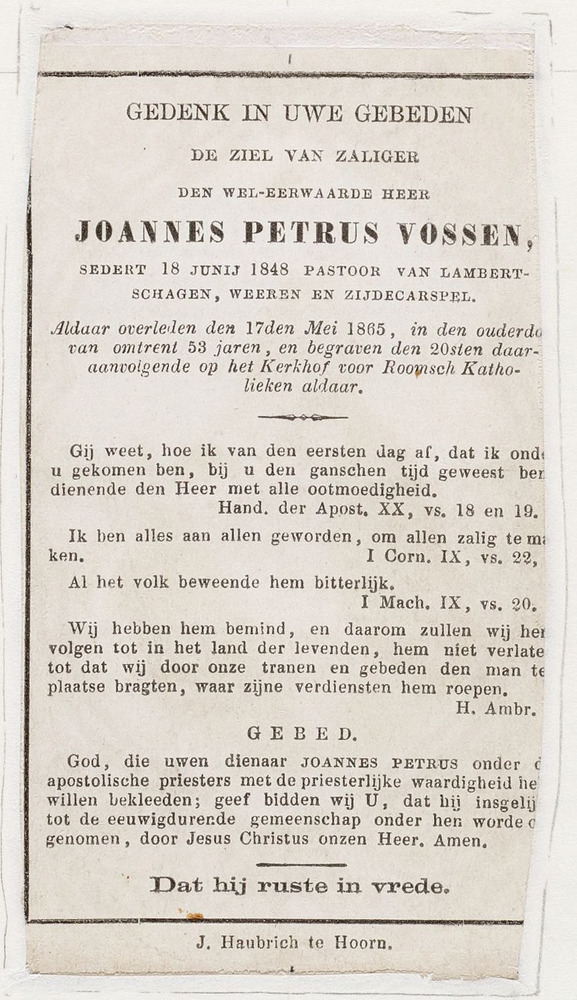 GEDENK IN UWE GEBEDEN
DE ZIEL VAN ZALIGER
DEN WEL-EERWAARDE HEER
JOANNES PETRUS VOSSEN,
SEDERT 18 JUNIJ 1848 PASTOOR VAN LAMBERT-
SCHAGEN, WEEREN EN ZIJDECARSPEL.
Aldaar overleden den 17den Mei 1865, in den ouderdo
van omtrent 53 jaren, en begraven den 20sten daar-
aanvolgende op het Kerkhof voor Roomsch Katho-
lieken aldaar.
Gij weet, hoe ik van den eersten dag af, dat ik ond
u gekomen ben, bij u den ganschen tijd geweest ben
dienende den Heer met alle ootmoedigheid.
Hand. der Apost. XX, vs. 18 en 19.
Ik ben alles aan allen geworden, om allen zalig te ma
ken. I Corn. IX, vs. 22,
Al het volk beweende hem bitterlijk.
I Mach. IX, vs. 20.
Wij hebben hem bemind, en daarom zullen wij hem
volgen tot in het land der levenden, hem niet verlate
tot dat wij door onze tranen en gebeden den man te
plaatse bragten, waar zijne verdiensten hem roepen.
H. Ambr.
GEBED.
God, die uwen dienaar JOANNES PETRUS onder d
apostolische priesters met de priesterlijke waardigheid he
willen bekleeden; geef bidden wij U, dat hij insgelij
tot de eeuwigdurende gemeenschap onder hen worde
genomen, door Jesus Christus onzen Heer. Amen.
Dat hij ruste in vrede.
J. Haubrich te Hoorn.